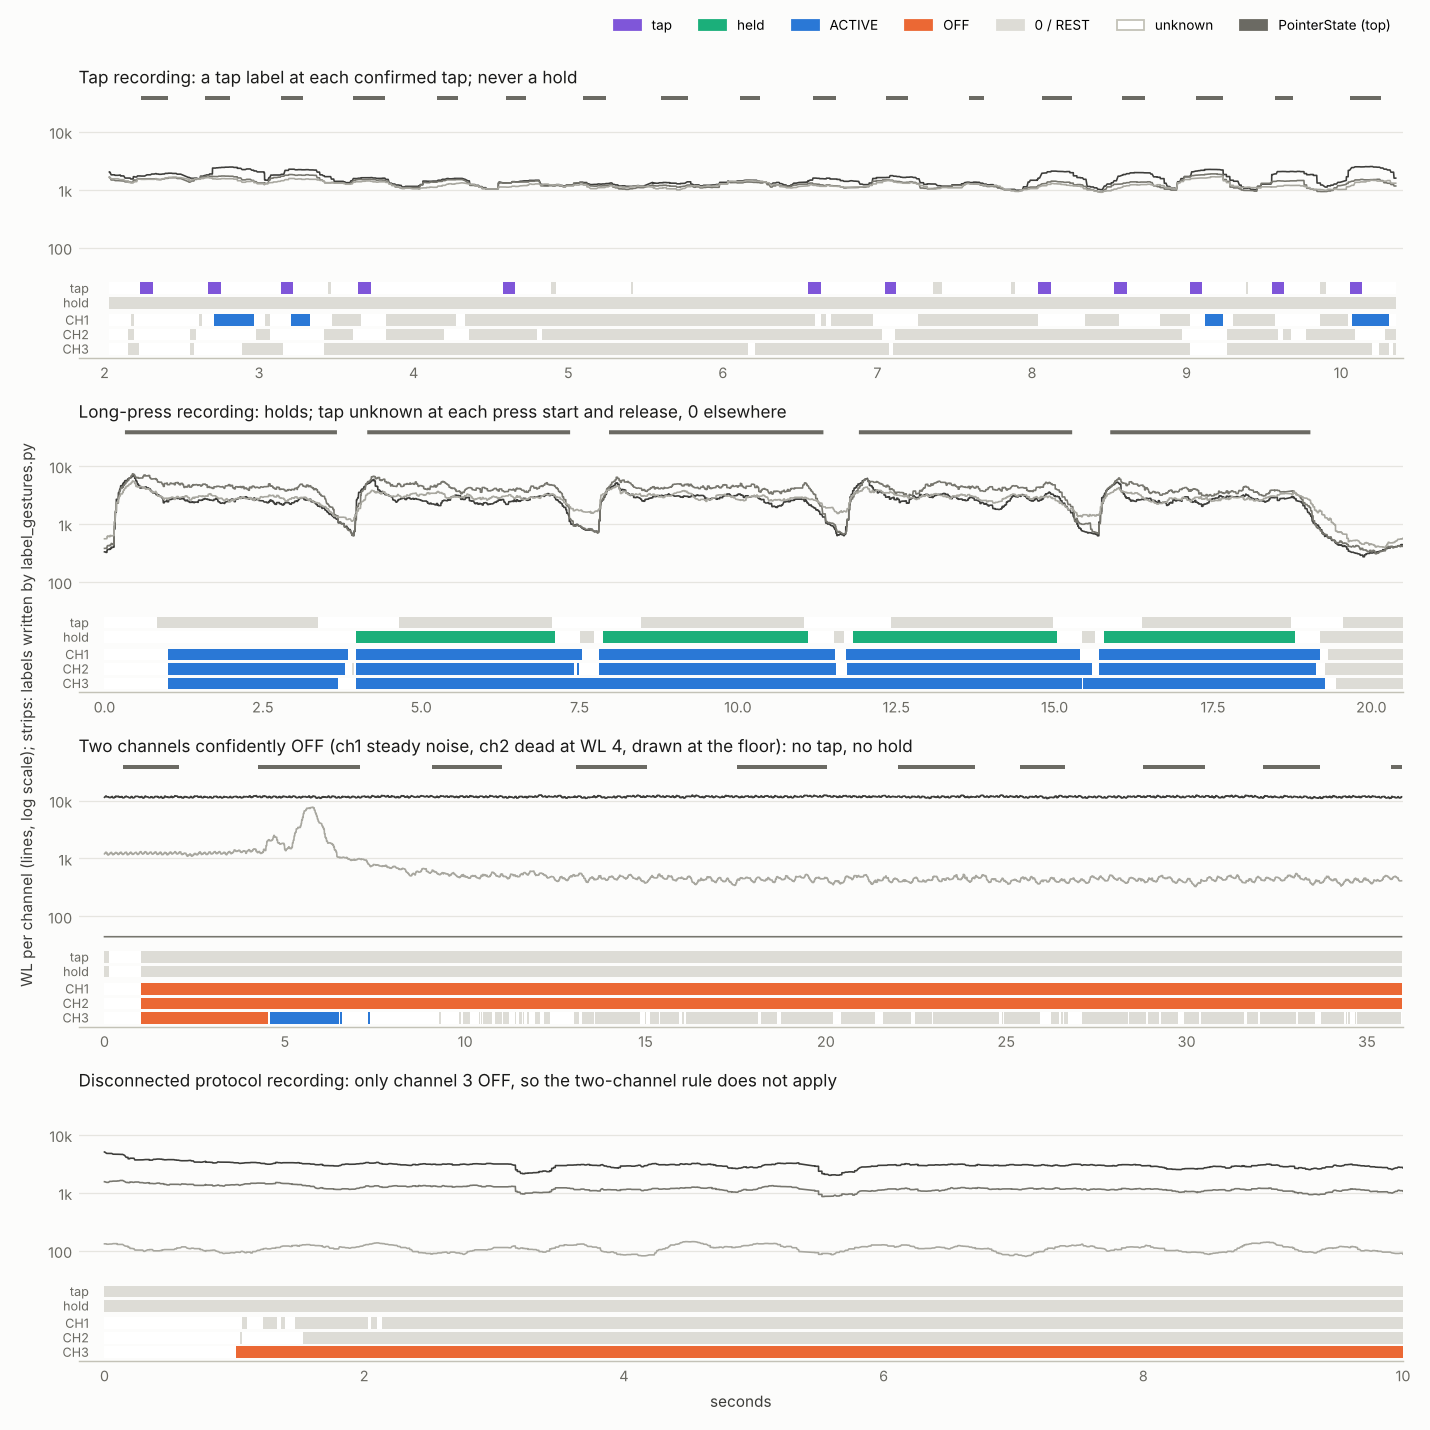 tap held ACTIVE OFF 0 / REST unknown PointerState (top)
WL per channel (lines, log scale); strips: labels written by label_gestures.py
Tap recording: a tap label at each confirmed tap; never a hold
10k
1k
100
tap
hold
CH1
CH2
CH3
2 3 4 5 6 7 8 9 10
Long-press recording: holds; tap unknown at each press start and release, 0 elsewhere
10k
1k
100
tap
hold
CH1
CH2
CH3
0.0 2.5 5.0 7.5 10.0 12.5 15.0 17.5 20.0
Two channels confidently OFF (ch1 steady noise, ch2 dead at WL 4, drawn at the floor): no tap, no hold
10k
1k
100
tap
hold
CH1
CH2
CH3
0 5 10 15 20 25 30 35
Disconnected protocol recording: only channel 3 OFF, so the two-channel rule does not apply
10k
1k
100
tap
hold
CH1
CH2
CH3
0 2 4 6 8 10
seconds